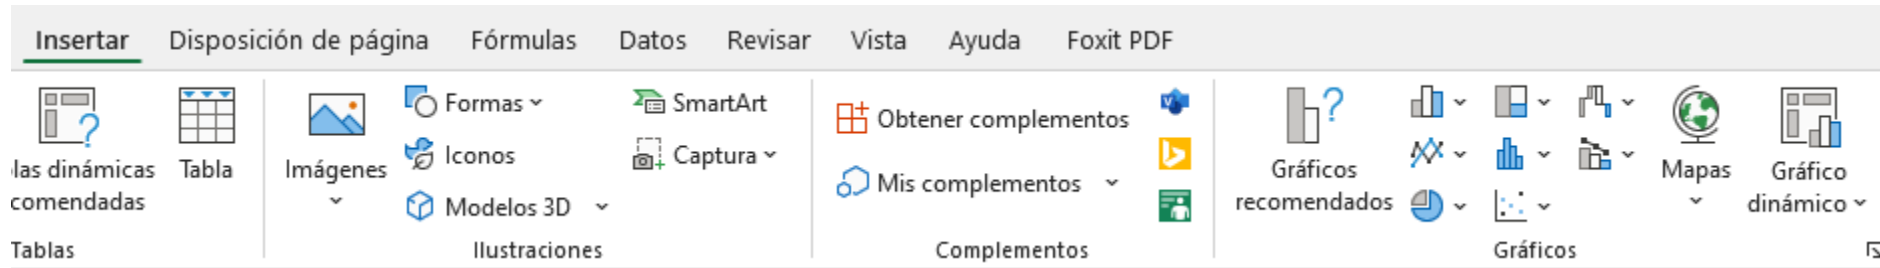 Insertar Disposición de página Fórmulas Datos Revisar Vista Ayuda Foxit PDF
las dinámicas
comendadas
Tabla
Tablas
Imágenes
Formas
Iconos
Modelos 3D
SmartArt
Captura
Ilustraciones
Obtener complementos
Mis complementos
Complementos
Gráficos
recomendados
Mapas
Gráfico
dinámico
Gráficos